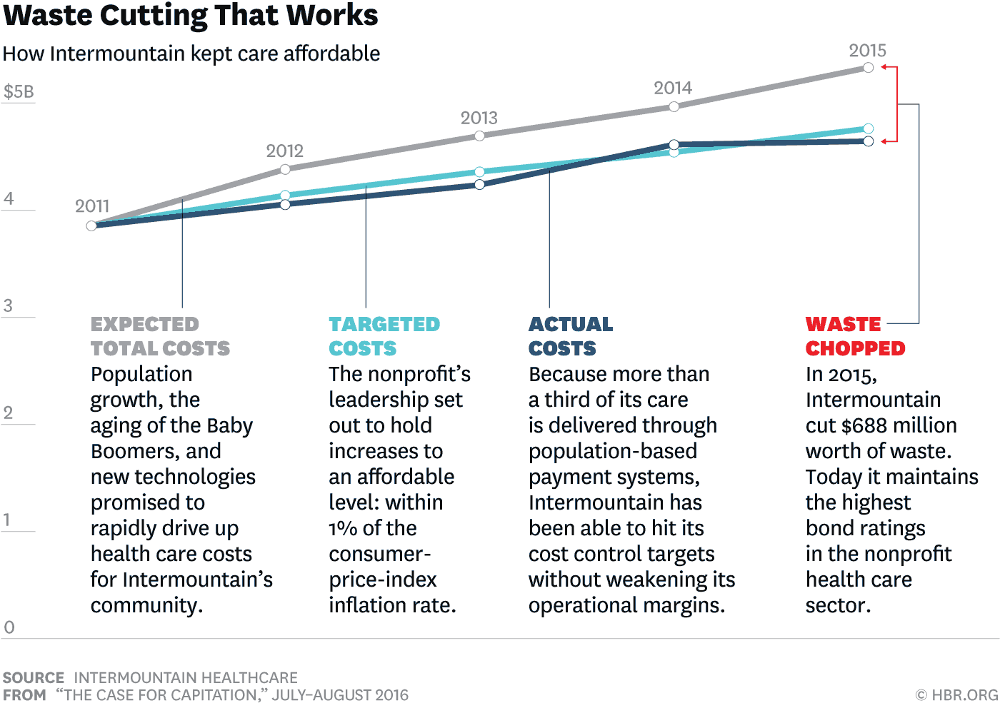 Waste Cutting That Works
How Intermountain kept care affordable
$5B
4
3
2
1
0
2011
2012
2013
2014
2015
EXPECTED
TOTAL COSTS
Population
growth, the
aging of the Baby
Boomers, and
new technologies
promised to
rapidly drive up
health care costs
for Intermountain’s
community.
TARGETED
COSTS
The nonprofit’s
leadership set
out to hold
increases to
an affordable
level: within
1% of the
consumer-
price-index
inflation rate.
ACTUAL
COSTS
Because more than
a third of its care
is delivered through
population-based
payment systems,
Intermountain has
been able to hit its
cost control targets
without weakening its
operational margins.
WASTE
CHOPPED
In 2015,
Intermountain
cut $688 million
worth of waste.
Today it maintains
the highest
bond ratings
in the nonprofit
health care
sector.
SOURCE INTERMOUNTAIN HEALTHCARE
FROM “THE CASE FOR CAPITATION,” JULY–AUGUST 2016
© HBR.ORG